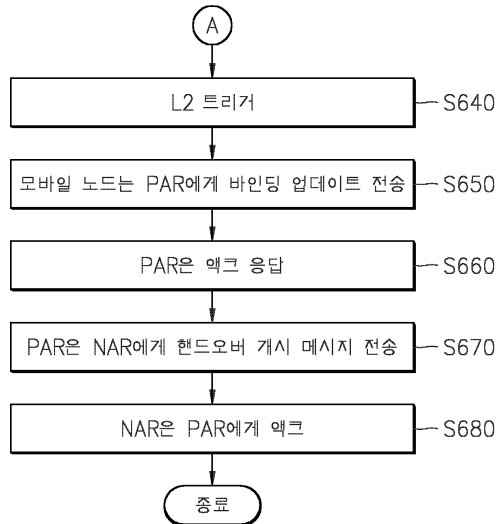 A
L2 트리거
S640
모바일 노드는 PAR에게 바인딩 업데이트 전송
S650
PAR은 액크 응답
S660
PAR은 NAR에게 핸드오버 개시 메시지 전송
S670
NAR은 PAR에게 액크
S680
종료